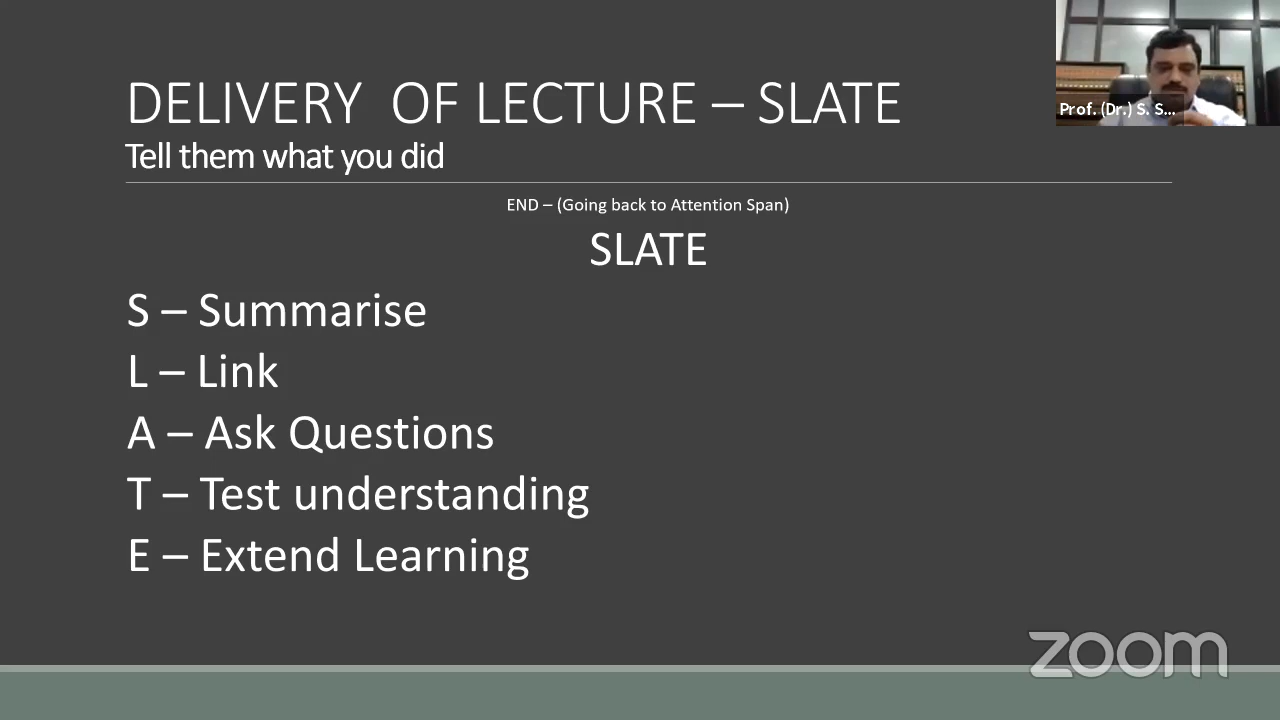 DELIVERY OF LECTURE – SLATE
Tell them what you did
Prof. (Dr.) S. S...
END – (Going back to Attention Span)
SLATE
S – Summarise
L – Link
A – Ask Questions
T – Test understanding
E – Extend Learning
zoom